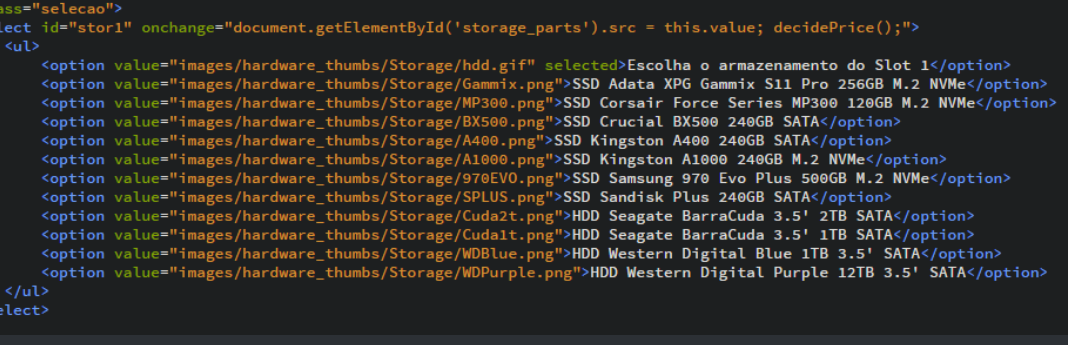 ass="selecao">
lect id="stor1" onchange="document.getElementById('storage_parts').src = this.value; decidePrice();">
<ul>
<option value="images/hardware_thumbs/Storage/hdd.gif" selected>Escolha o armazenamento do Slot 1</option>
<option value="images/hardware_thumbs/Storage/Gammix.png">SSD Adata XPG Gammix S11 Pro 256GB M.2 NVMe</option>
<option value="images/hardware_thumbs/Storage/MP300.png">SSD Corsair Force Series MP300 120GB M.2 NVMe</option>
<option value="images/hardware_thumbs/Storage/BX500.png">SSD Crucial BX500 240GB SATA</option>
<option value="images/hardware_thumbs/Storage/A400.png">SSD Kingston A400 240GB SATA</option>
<option value="images/hardware_thumbs/Storage/A1000.png">SSD Kingston A1000 240GB M.2 NVMe</option>
<option value="images/hardware_thumbs/Storage/970EVO.png">SSD Samsung 970 Evo Plus 500GB M.2 NVMe</option>
<option value="images/hardware_thumbs/Storage/SPLUS.png">SSD Sandisk Plus 240GB SATA</option>
<option value="images/hardware_thumbs/Storage/Cuda2t.png">HDD Seagate BarraCuda 3.5' 2TB SATA</option>
<option value="images/hardware_thumbs/Storage/Cuda1t.png">HDD Seagate BarraCuda 3.5' 1TB SATA</option>
<option value="images/hardware_thumbs/Storage/WDBlue.png">HDD Western Digital Blue 1TB 3.5' SATA</option>
<option value="images/hardware_thumbs/Storage/WDPurple.png">HDD Western Digital Purple 12TB 3.5' SATA</option>
</ul>
elect>